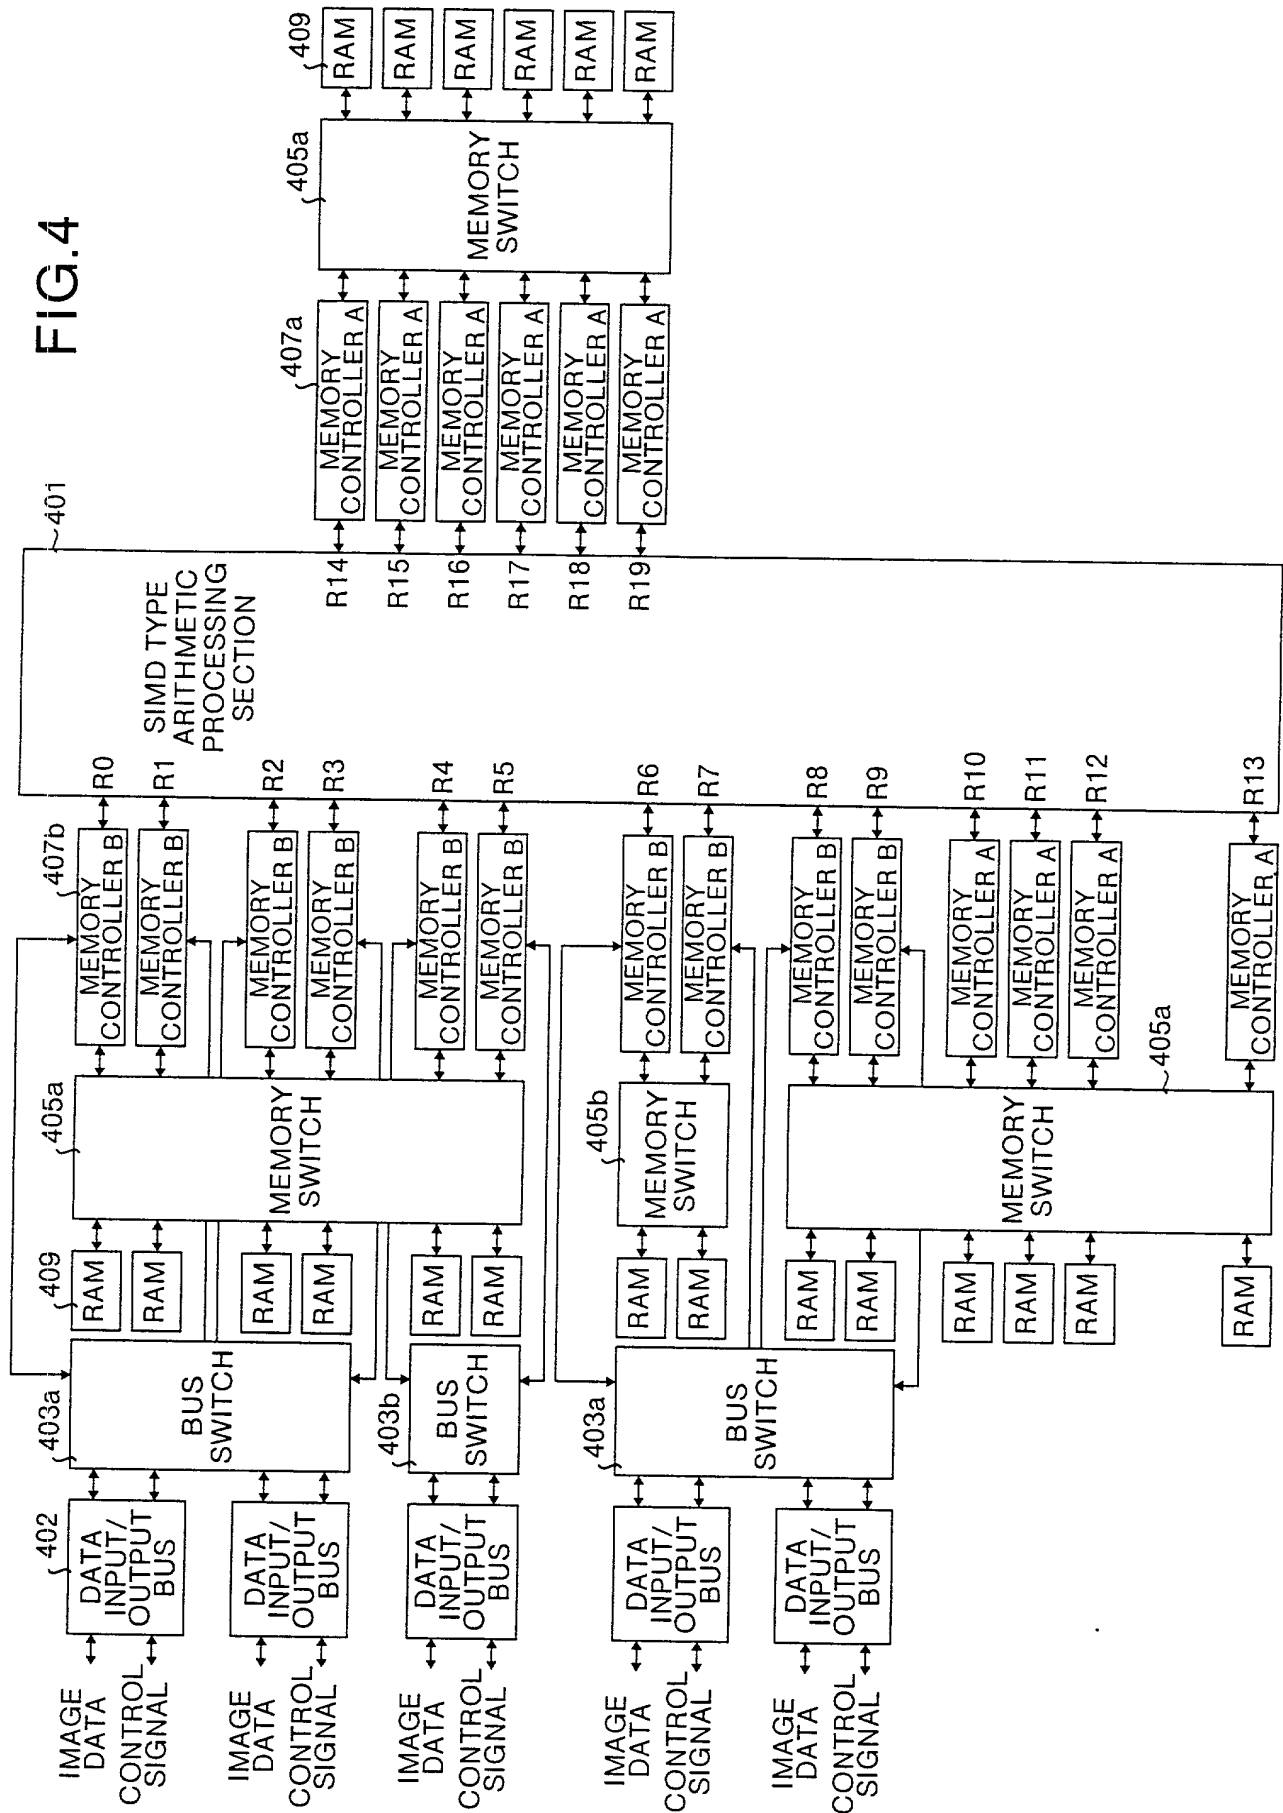 FIG.4
401
SIMD TYPE
ARITHMETIC
PROCESSING
SECTION
R0
R1
R2
R3
R4
R5
R6
R7
R8
R9
R10
R11
R12
R13
R14
R15
R16
R17
R18
R19
407a
MEMORY
CONTROLLER A
MEMORY
CONTROLLER A
MEMORY
CONTROLLER A
MEMORY
CONTROLLER A
MEMORY
CONTROLLER A
MEMORY
CONTROLLER A
405a
MEMORY
SWITCH
409
RAM
RAM
RAM
RAM
RAM
RAM
407b
MEMORY
CONTROLLER B
MEMORY
CONTROLLER B
MEMORY
CONTROLLER B
MEMORY
CONTROLLER B
MEMORY
CONTROLLER B
MEMORY
CONTROLLER B
MEMORY
CONTROLLER B
MEMORY
CONTROLLER B
MEMORY
CONTROLLER B
MEMORY
CONTROLLER B
MEMORY
CONTROLLER A
MEMORY
CONTROLLER A
MEMORY
CONTROLLER A
MEMORY
CONTROLLER A
405a
MEMORY
SWITCH
405b
MEMORY
SWITCH
405a
MEMORY
SWITCH
409
RAM
RAM
RAM
RAM
RAM
RAM
RAM
RAM
RAM
RAM
RAM
RAM
RAM
RAM
403a
BUS
SWITCH
403b
BUS
SWITCH
403a
BUS
SWITCH
402
DATA
INPUT/
OUTPUT
BUS
DATA
INPUT/
OUTPUT
BUS
DATA
INPUT/
OUTPUT
BUS
DATA
INPUT/
OUTPUT
BUS
DATA
INPUT/
OUTPUT
BUS
IMAGE
DATA
CONTROL
SIGNAL
IMAGE
DATA
CONTROL
SIGNAL
IMAGE
DATA
CONTROL
SIGNAL
IMAGE
DATA
CONTROL
SIGNAL
IMAGE
DATA
CONTROL
SIGNAL